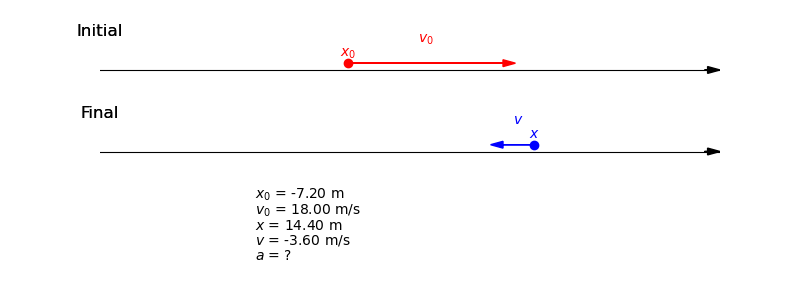 Initial
v₀
x₀
Final
v
x
x₀ = -7.20 m
v₀ = 18.00 m/s
x = 14.40 m
v = -3.60 m/s
a = ?